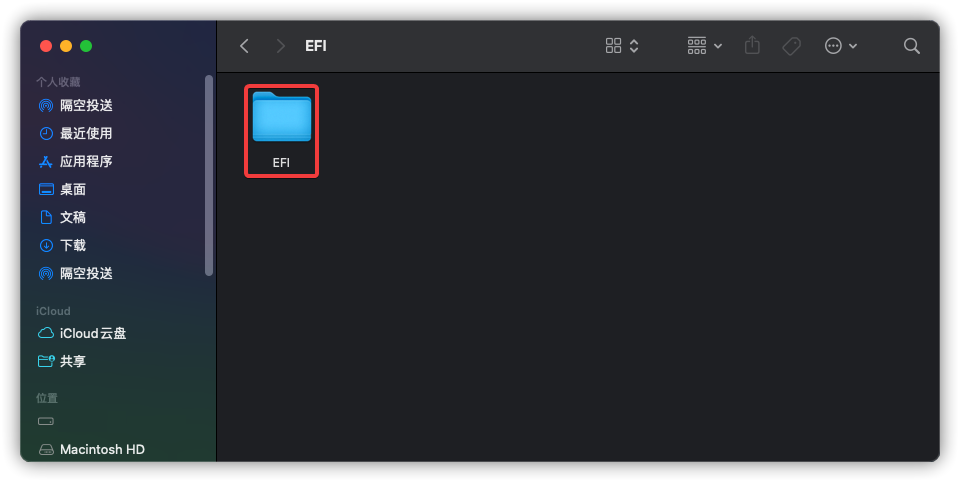 EFI
个人收藏
隔空投送
最近使用
应用程序
桌面
文稿
下载
隔空投送
iCloud
iCloud云盘
共享
位置
Macintosh HD
EFI